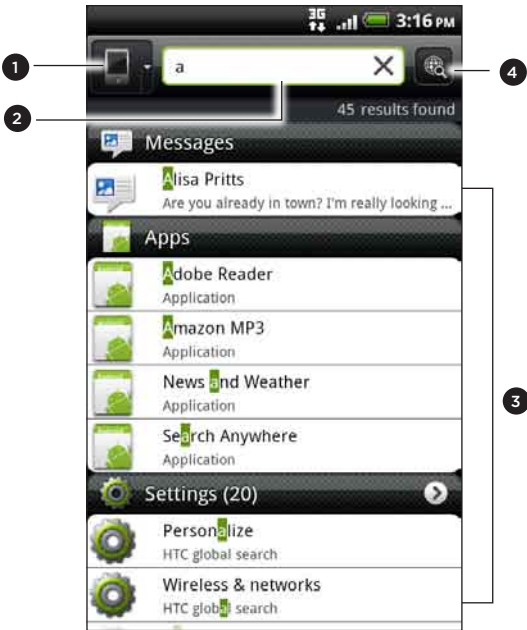 3G 3:16 PM
1
a
4
2
45 results found
Messages
Alisa Pritts
Are you already in town? I'm really looking ...
Apps
Adobe Reader
Application
Amazon MP3
Application
News and Weather
Application
3
Search Anywhere
Application
Settings (20)
Personalize
HTC global search
Wireless & networks
HTC global search